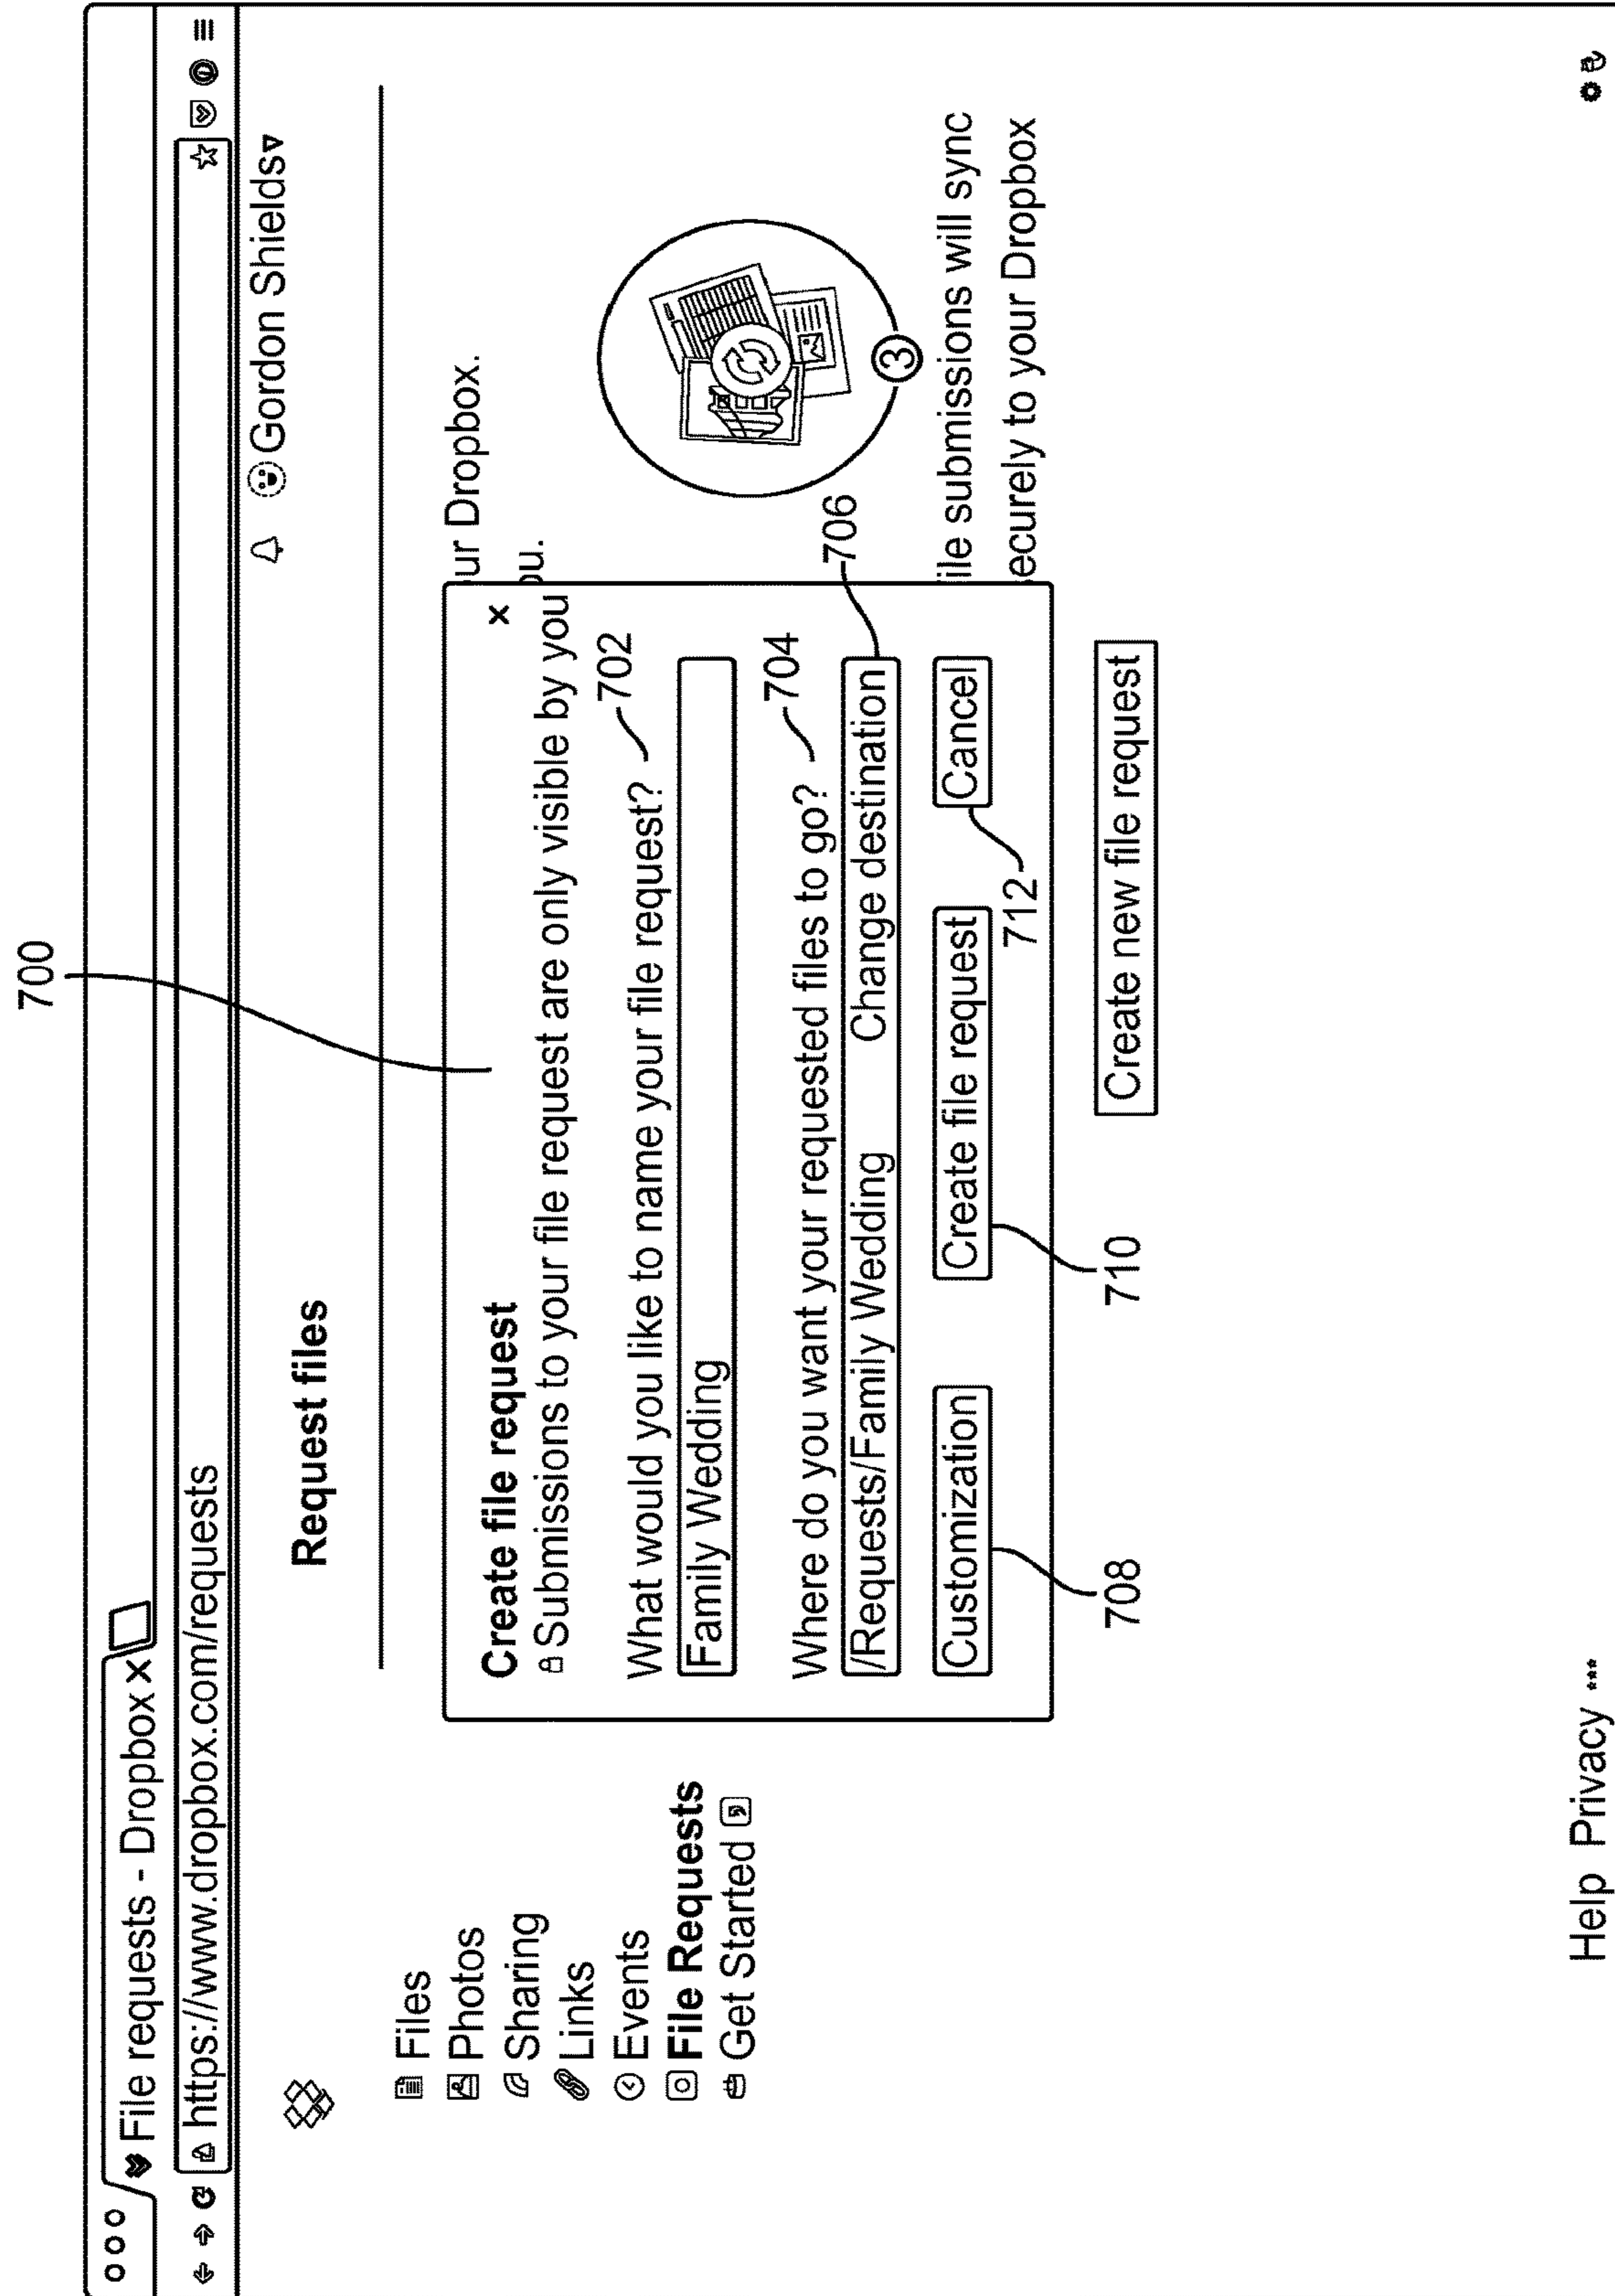 700
File requests - Dropbox X
https://www.dropbox.com/requests
Gordon Shields
Request files
Files
Photos
Sharing
Links
Events
File Requests
Get Started
ur Dropbox.
ou.
Create file request
x
Submissions to your file request are only visible by you
What would you like to name your file request?
702
Family Wedding
Where do you want your requested files to go?
704
/Requests/Family Wedding
Change destination
706
Customization
Create file request
Cancel
708
710
712
3
ile submissions will sync
ecurely to your Dropbox
Create new file request
Help Privacy ***